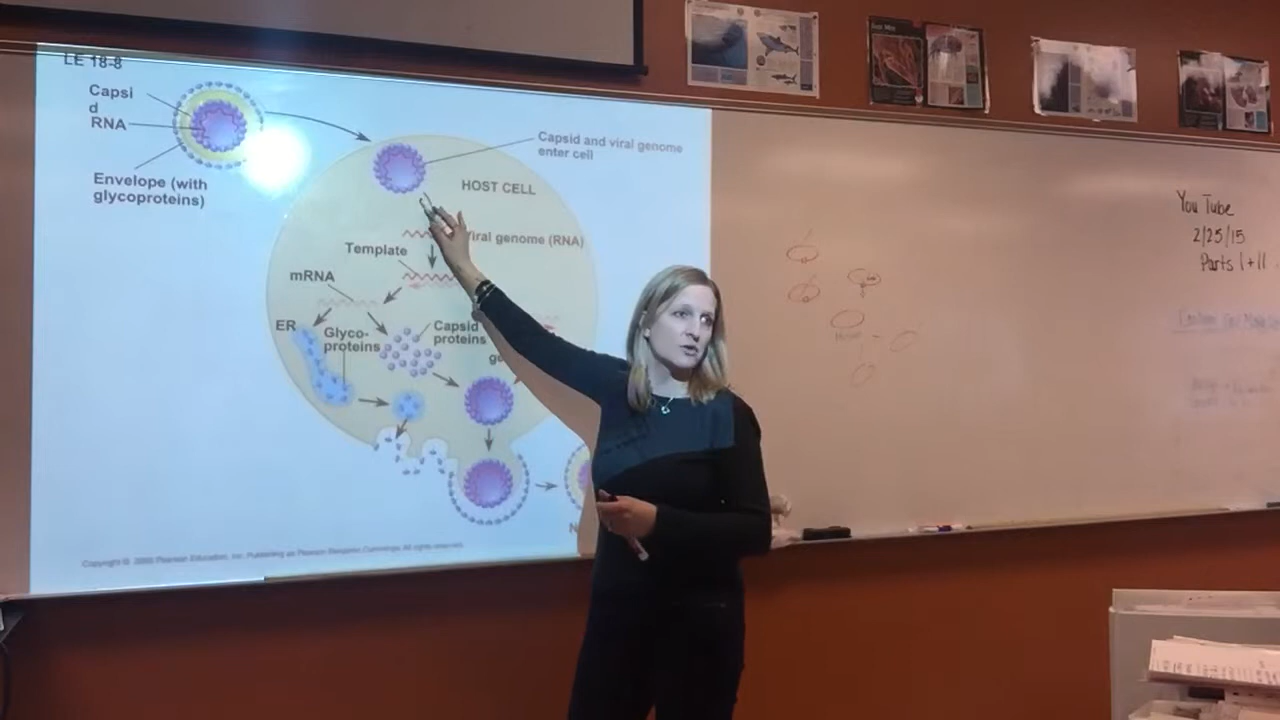 LE 18-8
Capsi
d
RNA
Envelope (with
glycoproteins)
Capsid and viral genome
enter cell
HOST CELL
Viral genome (RNA)
Template
mRNA
ER
Glyco-
proteins
Capsid
proteins
You Tube
2/25/15
Parts I + II